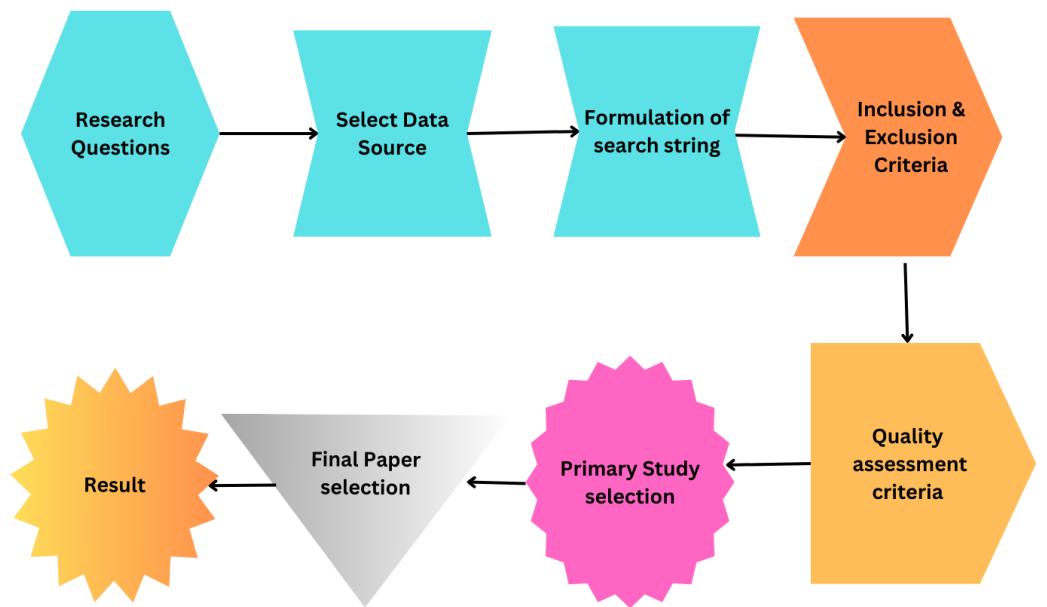 Research
Questions
Select Data
Source
Formulation of
search string
Inclusion &
Exclusion
Criteria
Quality
assessment
criteria
Primary Study
selection
Final Paper
selection
Result